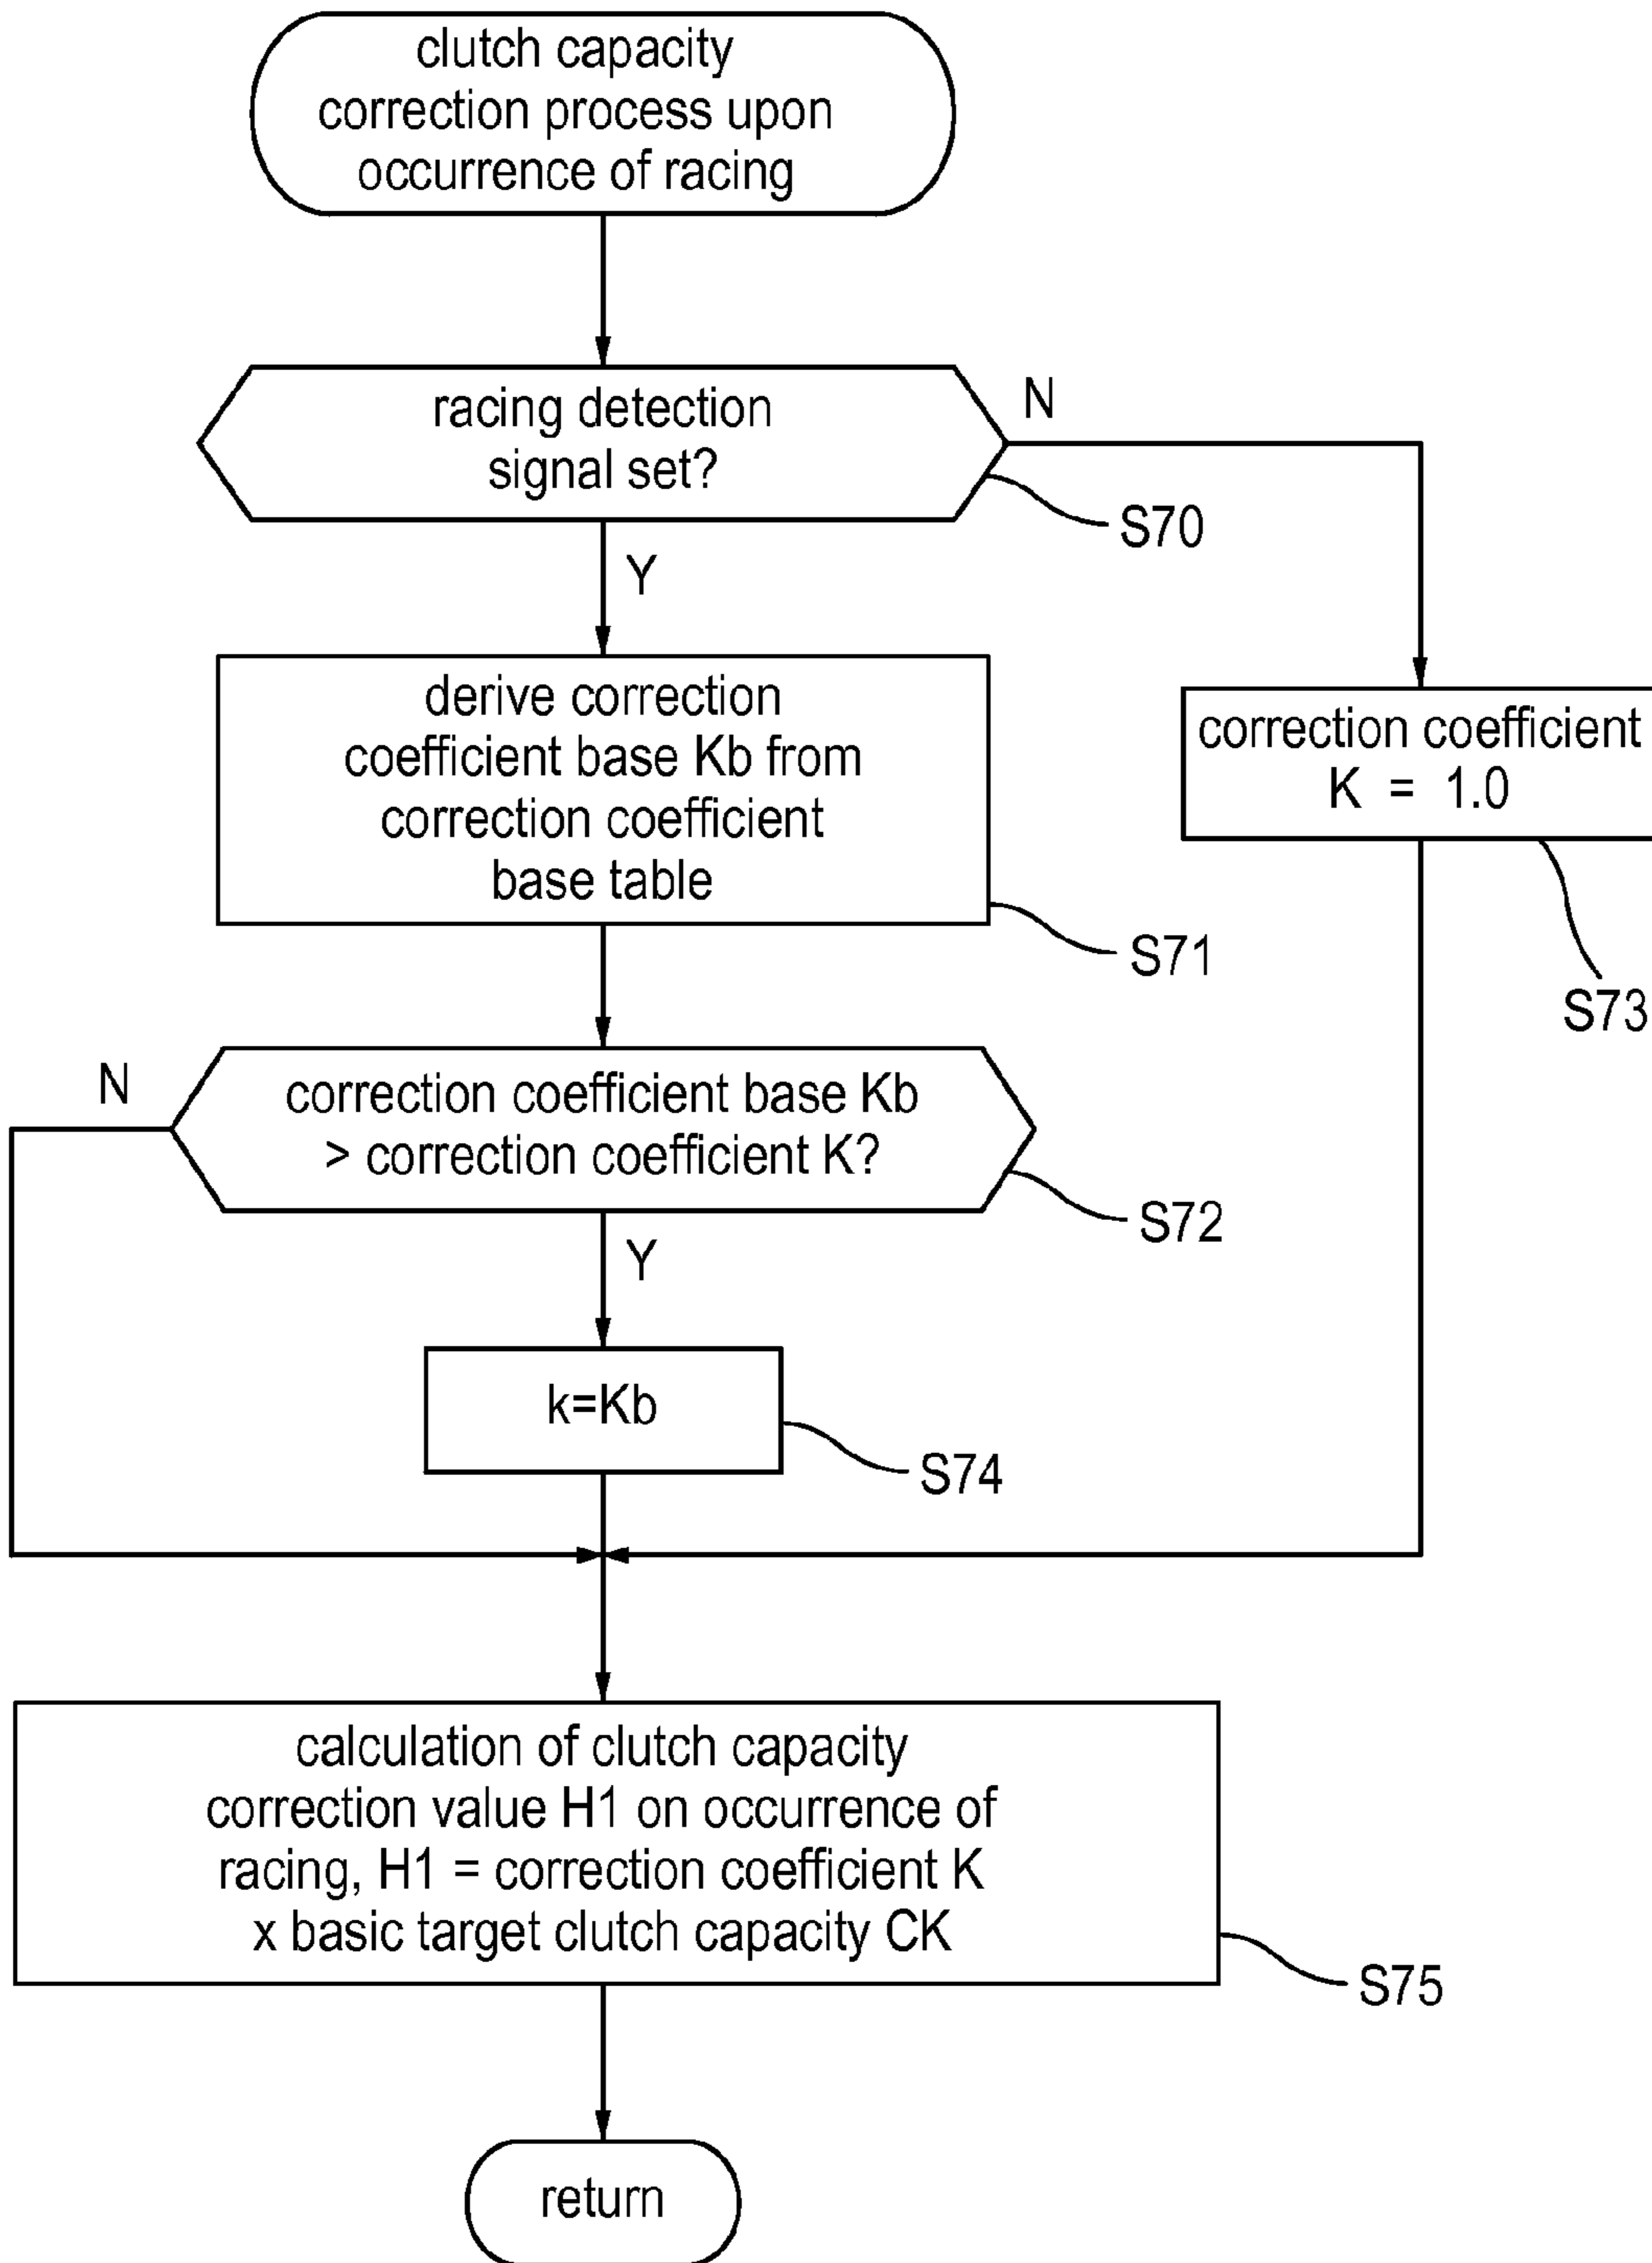 clutch capacity
correction process upon
occurrence of racing
racing detection
signal set?
N
S70
Y
derive correction
coefficient base Kb from
correction coefficient
base table
S71
correction coefficient
K = 1.0
S73
N
correction coefficient base Kb
> correction coefficient K?
S72
Y
k=Kb
S74
calculation of clutch capacity
correction value H1 on occurrence of
racing, H1 = correction coefficient K
x basic target clutch capacity CK
S75
return